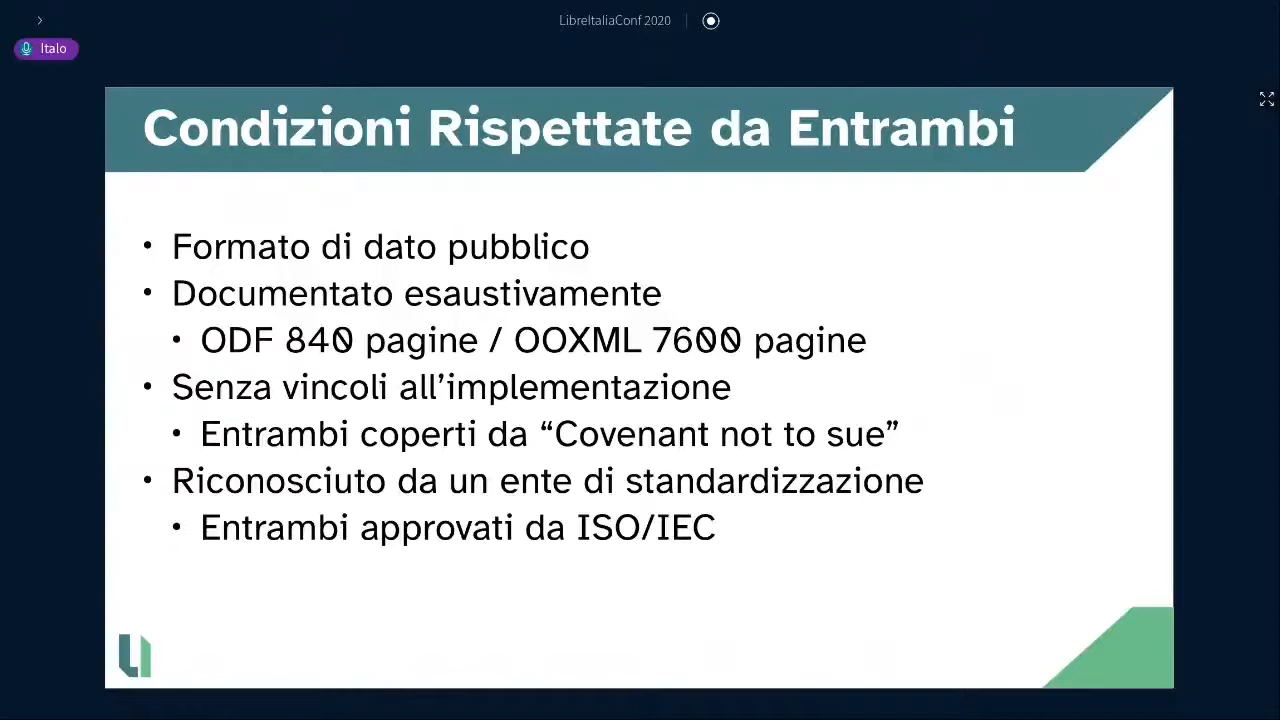 LibreItaliaConf 2020
Italo
Condizioni Rispettate da Entrambi
• Formato di dato pubblico
• Documentato esaustivamente
• ODF 840 pagine / OOXML 7600 pagine
• Senza vincoli all’implementazione
• Entrambi coperti da “Covenant not to sue”
• Riconosciuto da un ente di standardizzazione
• Entrambi approvati da ISO/IEC